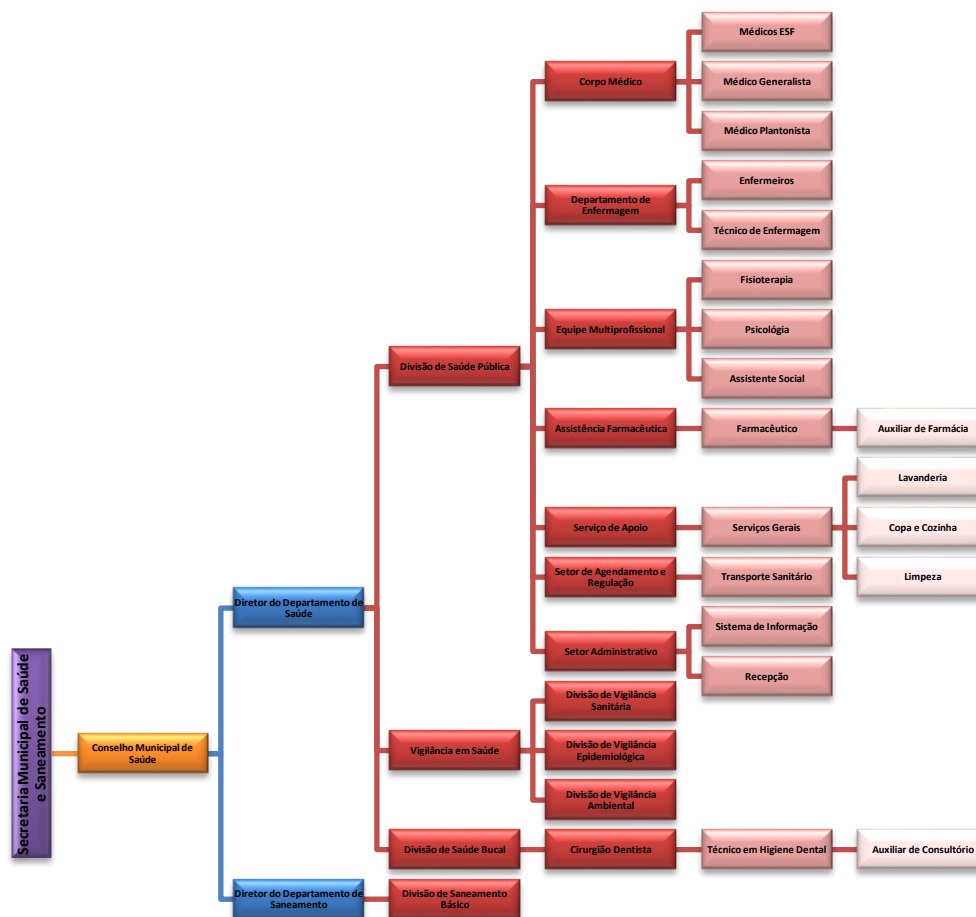 Secretaria Municipal de Saúde
e Saneamento
Conselho Municipal de
Saúde
Diretor do Departamento de
Saúde
Divisão de Saúde Pública
Corpo Médico
Médicos ESF
Médico Generalista
Médico Plantonista
Departamento de
Enfermagem
Enfermeiros
Técnico de Enfermagem
Equipe Multiprofissional
Fisioterapia
Psicológia
Assistente Social
Assistência Farmacêutica
Farmacêutico
Auxiliar de Farmácia
Serviço de Apoio
Serviços Gerais
Lavanderia
Copa e Cozinha
Limpeza
Setor de Agendamento e
Regulação
Transporte Sanitário
Setor Administrativo
Sistema de Informação
Recepção
Vigilância em Saúde
Divisão de Vigilância
Sanitária
Divisão de Vigilância
Epidemiológica
Divisão de Vigilância
Ambiental
Divisão de Saúde Bucal
Cirurgião Dentista
Técnico em Higiene Dental
Auxiliar de Consultório
Diretor do Departamento de
Saneamento
Divisão de Saneamento
Básico